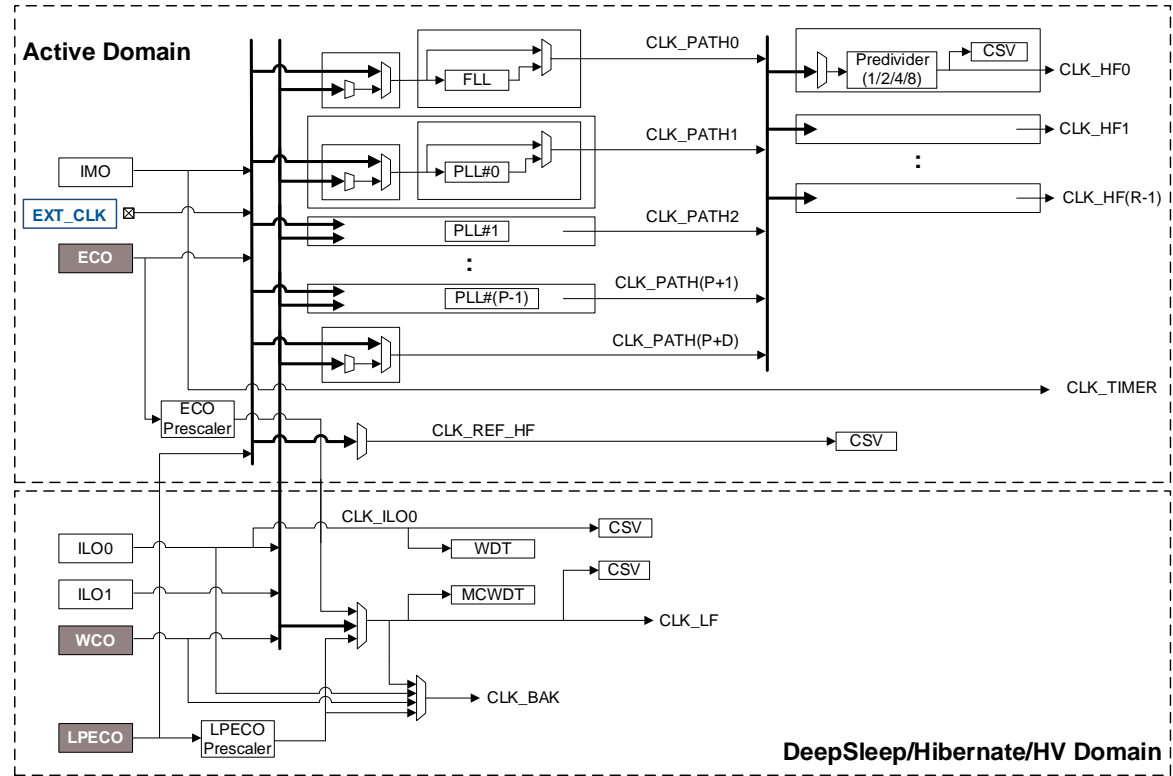 Active Domain
CLK_PATH0
FLL
Predivider
(1/2/4/8)
CSV
CLK_HF0
CLK_PATH1
CLK_HF1
IMO
PLL#0
:
EXT_CLK
CLK_PATH2
CLK_HF(R-1)
ECO
PLL#1
:
CLK_PATH(P+1)
PLL#(P-1)
CLK_PATH(P+D)
CLK_TIMER
ECO
Prescaler
CLK_REF_HF
CSV
CLK_ILO0
CSV
ILO0
WDT
CSV
ILO1
MCWDT
CLK_LF
WCO
CLK_BAK
LPECO
LPECO
Prescaler
DeepSleep/Hibernate/HV Domain